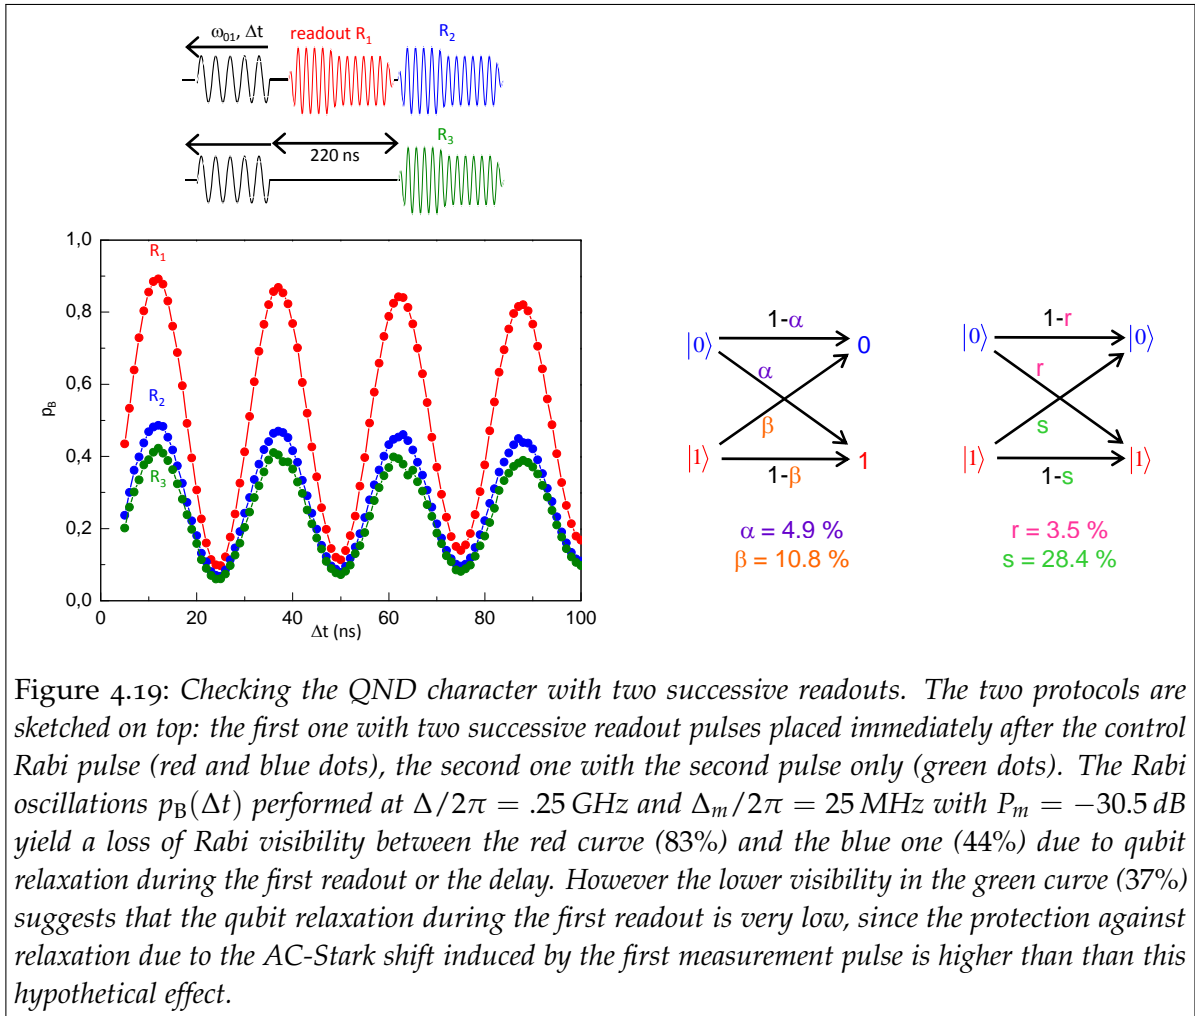 ω01, Δt
readout R1
R2
R3
220 ns
1,0
0,8
0,6
0,4
0,2
0,0
pB
R1
R2
R3
0 20 40 60 80 100
Δt (ns)
1-α
|0⟩ 0
α
β
|1⟩ 1
1-β
α = 4.9 %
β = 10.8 %
1-r
|0⟩ |0⟩
r
s
|1⟩ |1⟩
1-s
r = 3.5 %
s = 28.4 %
Figure 4.19: Checking the QND character with two successive readouts. The two protocols are
sketched on top: the first one with two successive readout pulses placed immediately after the control
Rabi pulse (red and blue dots), the second one with the second pulse only (green dots). The Rabi
oscillations pB(Δt) performed at Δ/2π = .25 GHz and Δm/2π = 25 MHz with Pm = −30.5 dB
yield a loss of Rabi visibility between the red curve (83%) and the blue one (44%) due to qubit
relaxation during the first readout or the delay. However the lower visibility in the green curve (37%)
suggests that the qubit relaxation during the first readout is very low, since the protection against
relaxation due to the AC-Stark shift induced by the first measurement pulse is higher than than this
hypothetical effect.